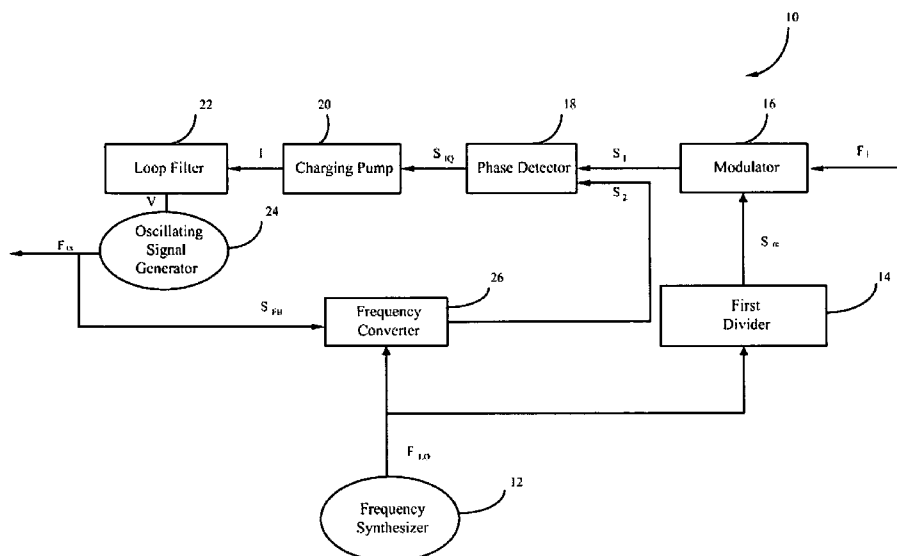 10
22
20
18
16
Loop Filter
I
Charging Pump
S IQ
Phase Detector
S 1
Modulator
F I
S 2
V
24
Oscillating
Signal
Generator
F tx
S FB
26
Frequency
Converter
S re
14
First
Divider
F LO
12
Frequency
Synthesizer